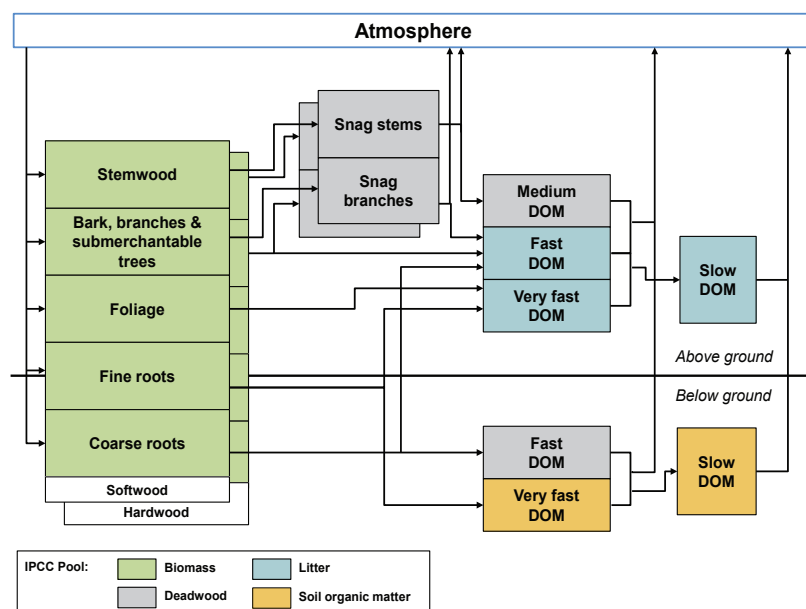 Atmosphere
Snag stems
Snag
branches
Stemwood
Bark, branches &
submerchantable
trees
Foliage
Fine roots
Coarse roots
Softwood
Hardwood
Medium
DOM
Fast
DOM
Very fast
DOM
Slow
DOM
Above ground
Below ground
Fast
DOM
Very fast
DOM
Slow
DOM
IPCC Pool:
Biomass
Litter
Deadwood
Soil organic matter